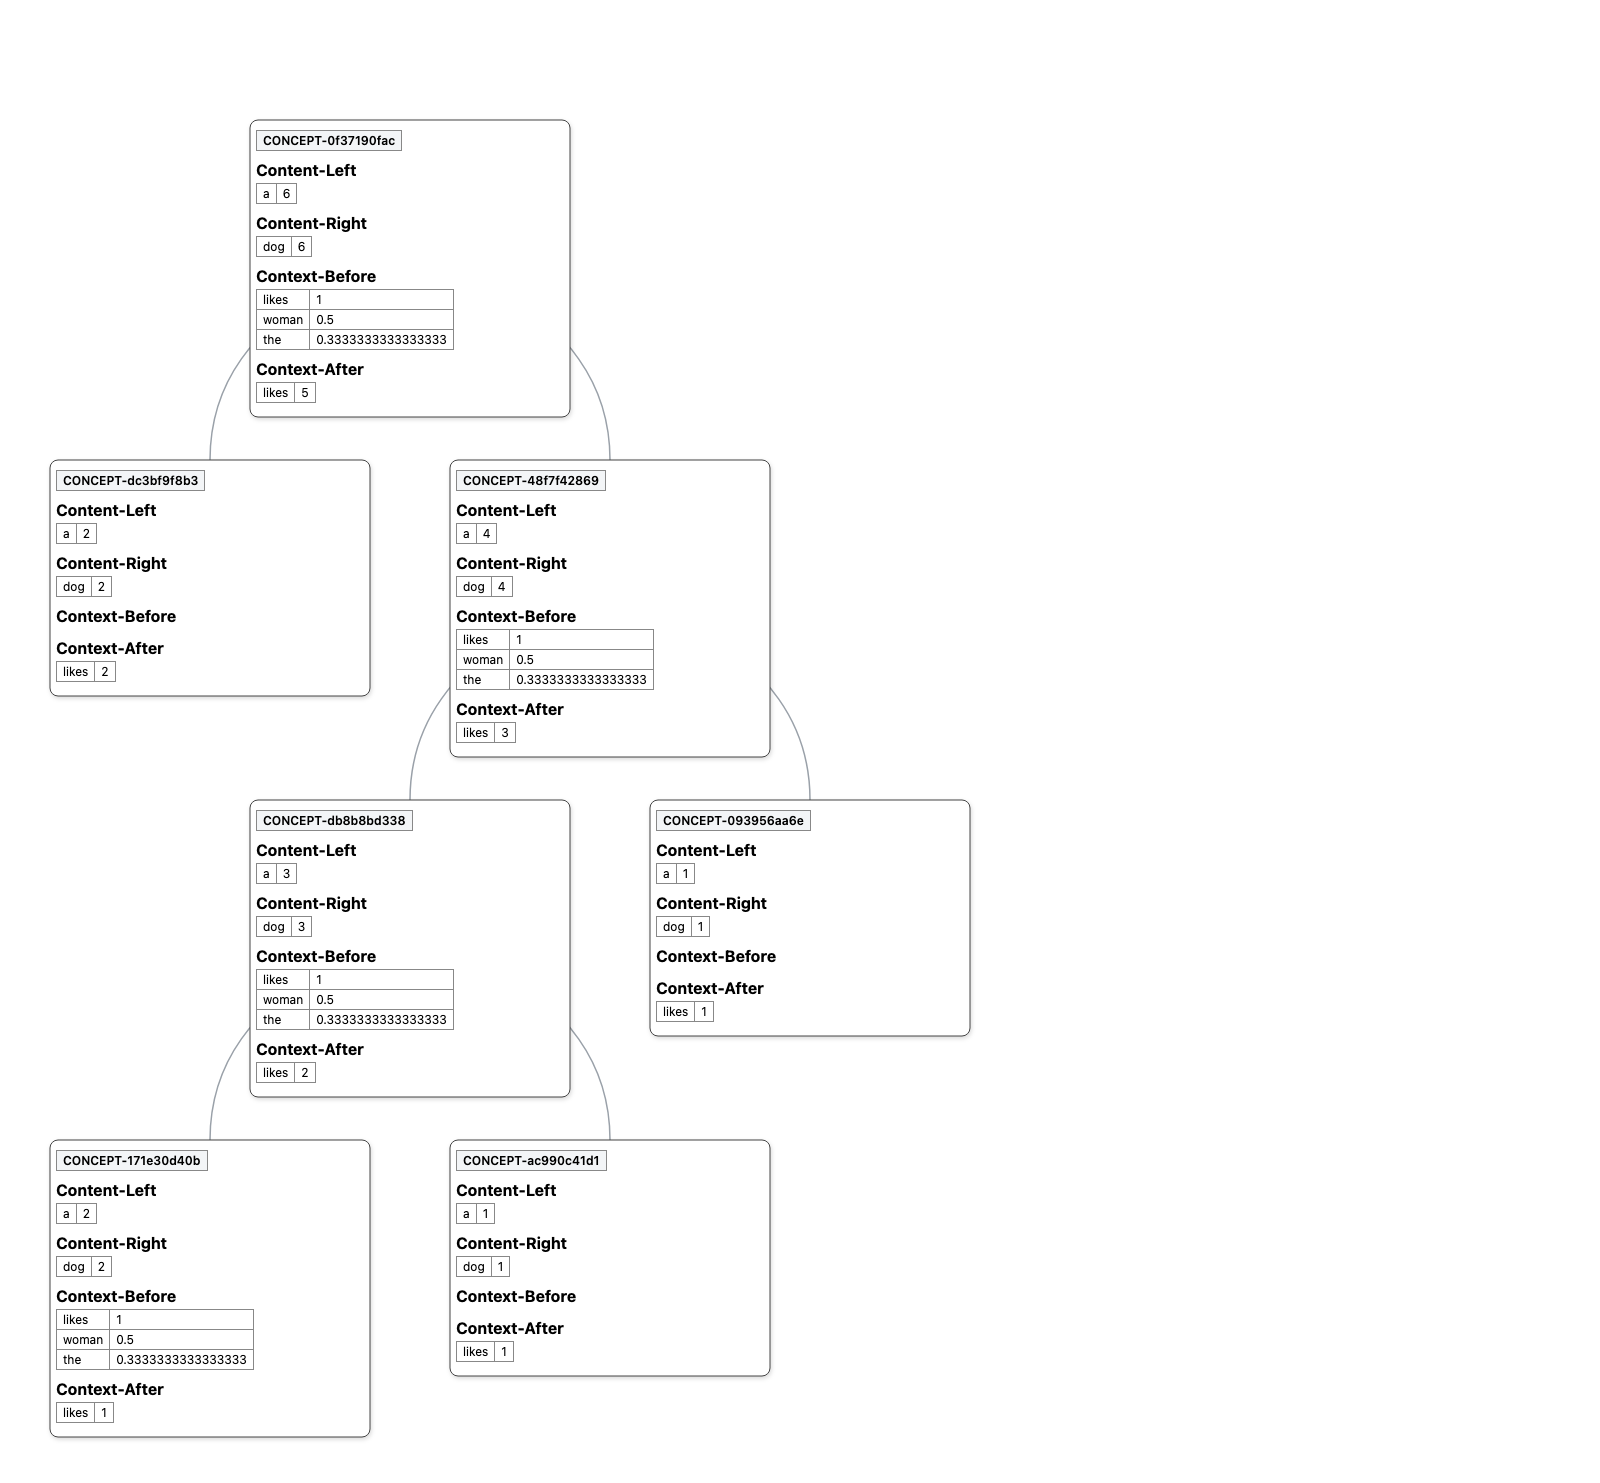 CONCEPT-0f37190fac
Content-Left
a 6
Content-Right
dog 6
Context-Before
likes 1
woman 0.5
the 0.3333333333333333
Context-After
likes 5
CONCEPT-dc3bf9f8b3
Content-Left
a 2
Content-Right
dog 2
Context-Before
Context-After
likes 2
CONCEPT-48f7f42869
Content-Left
a 4
Content-Right
dog 4
Context-Before
likes 1
woman 0.5
the 0.3333333333333333
Context-After
likes 3
CONCEPT-db8b8bd338
Content-Left
a 3
Content-Right
dog 3
Context-Before
likes 1
woman 0.5
the 0.3333333333333333
Context-After
likes 2
CONCEPT-093956aa6e
Content-Left
a 1
Content-Right
dog 1
Context-Before
Context-After
likes 1
CONCEPT-171e30d40b
Content-Left
a 2
Content-Right
dog 2
Context-Before
likes 1
woman 0.5
the 0.3333333333333333
Context-After
likes 1
CONCEPT-ac990c41d1
Content-Left
a 1
Content-Right
dog 1
Context-Before
Context-After
likes 1